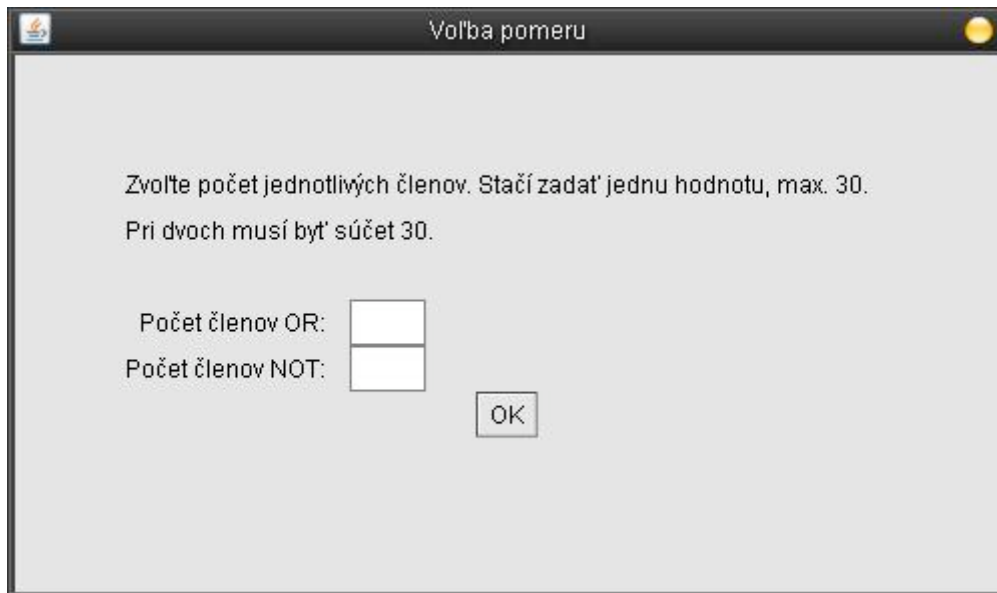 Voľba pomeru
Zvoľte počet jednotlivých členov. Stačí zadať jednu hodnotu, max. 30.
Pri dvoch musí byť súčet 30.
Počet členov OR:
Počet členov NOT:
OK